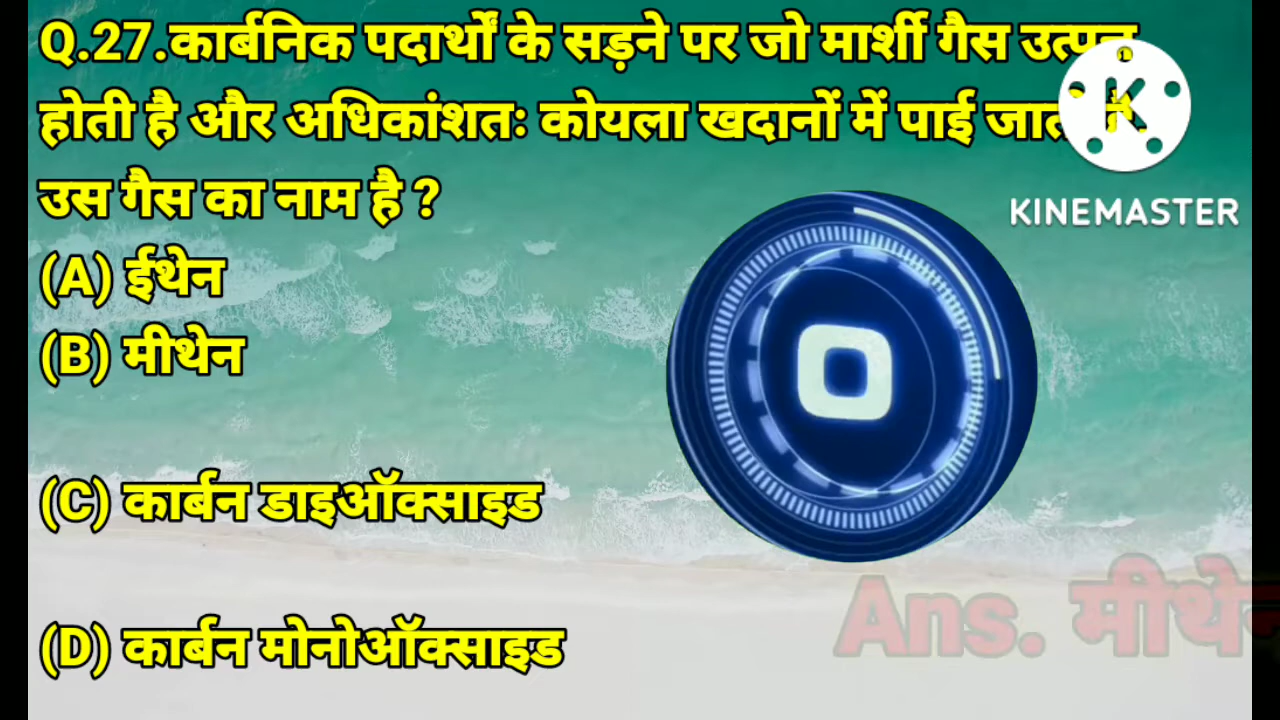 Q.27.कार्बनिक पदार्थों के सड़ने पर जो मार्शी गैस
होती है और अधिकांशतः कोयला खदानों में पाई
उस गैस का नाम है ?
(A) ईथेन
(B) मीथेन
(C) कार्बन डाइऑक्साइड
(D) कार्बन मोनोऑक्साइड
K
KINEMASTER
0
Ans. मीथेन